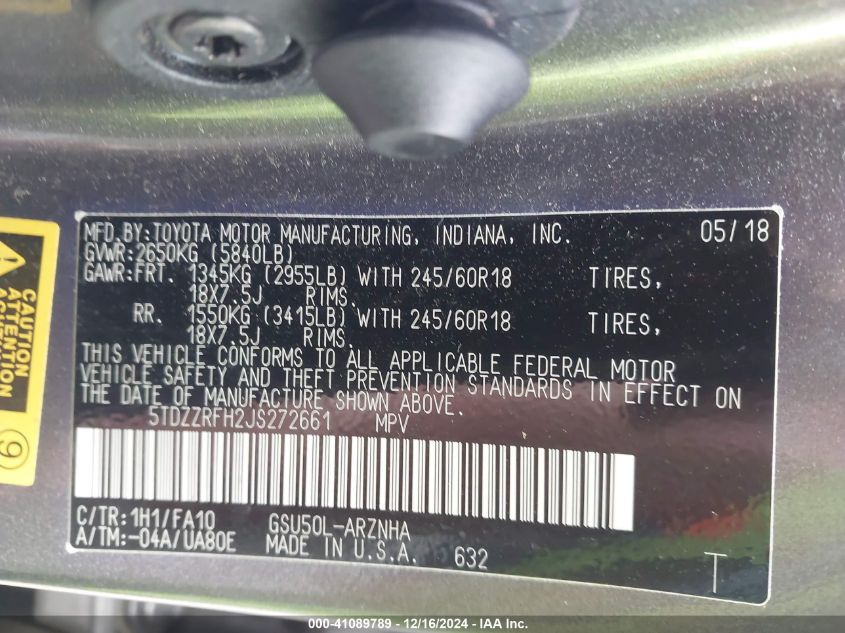 MFD.BY:TOYOTA MOTOR MANUFACTURING, INDIANA, INC. 05/18
GVWR:2650KG (5840LB)
GAWR:FRT. 1345KG (2955LB) WITH 245/60R18 TIRES,
18X7.5J RIMS.
RR. 1550KG (3415LB) WITH 245/60R18 TIRES,
18X7.5J RIMS.
THIS VEHICLE CONFORMS TO ALL APPLICABLE FEDERAL MOTOR
VEHICLE SAFETY AND THEFT PREVENTION STANDARDS IN EFFECT ON
THE DATE OF MANUFACTURE SHOWN ABOVE.
5TDZZRFH2JS272661 MPV
C/TR:1H1/FA10 GSU50L-ARZNHA
A/TM:-04A/UA80E MADE IN U.S.A. 632
T
CAUTION
ATTENTION
9
000-41089789 – 12/16/2024 – IAA Inc.